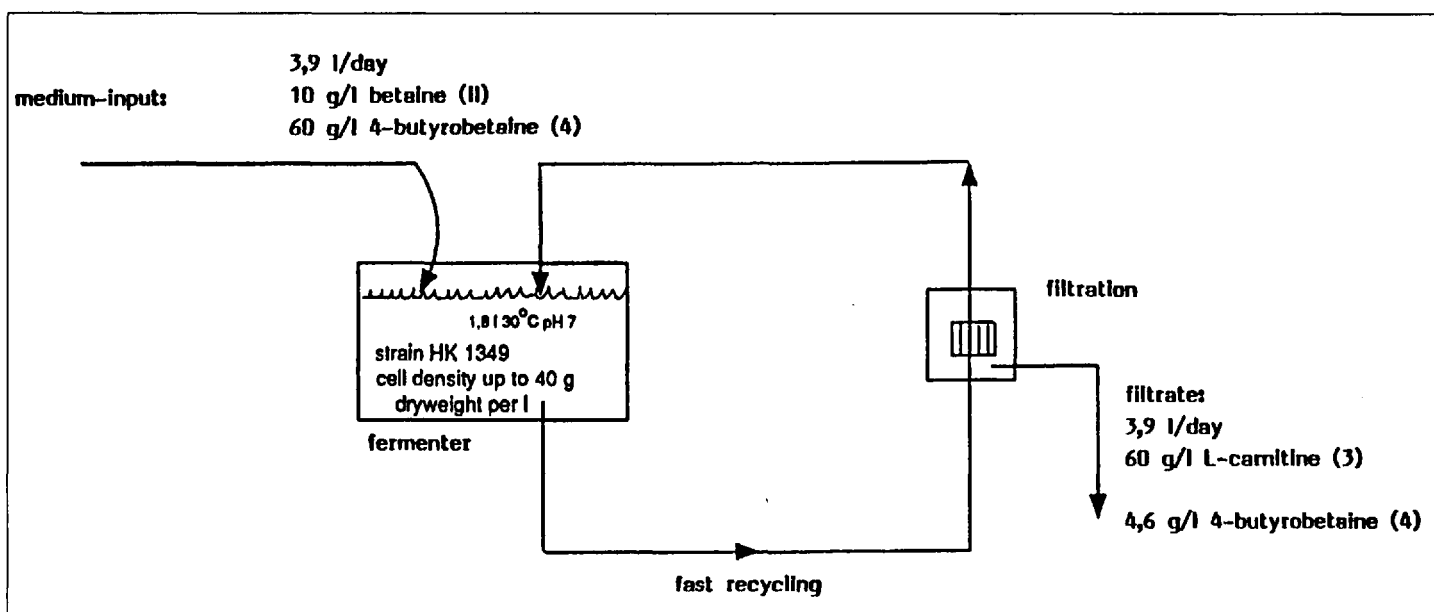 3,9 l/day
medium-input:
10 g/l betaine (II)
60 g/l 4-butyrobetaine (4)
1,8 l 30°C pH 7
strain HK 1349
cell density up to 40 g
dryweight per l
fermenter
filtration
filtrate:
3,9 l/day
60 g/l L-carnitine (3)
4,6 g/l 4-butyrobetaine (4)
fast recycling